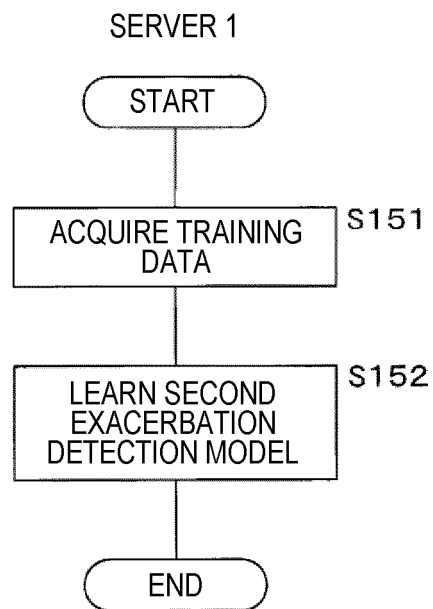 SERVER 1
START
S151
ACQUIRE TRAINING
DATA
S152
LEARN SECOND
EXACERBATION
DETECTION MODEL
END